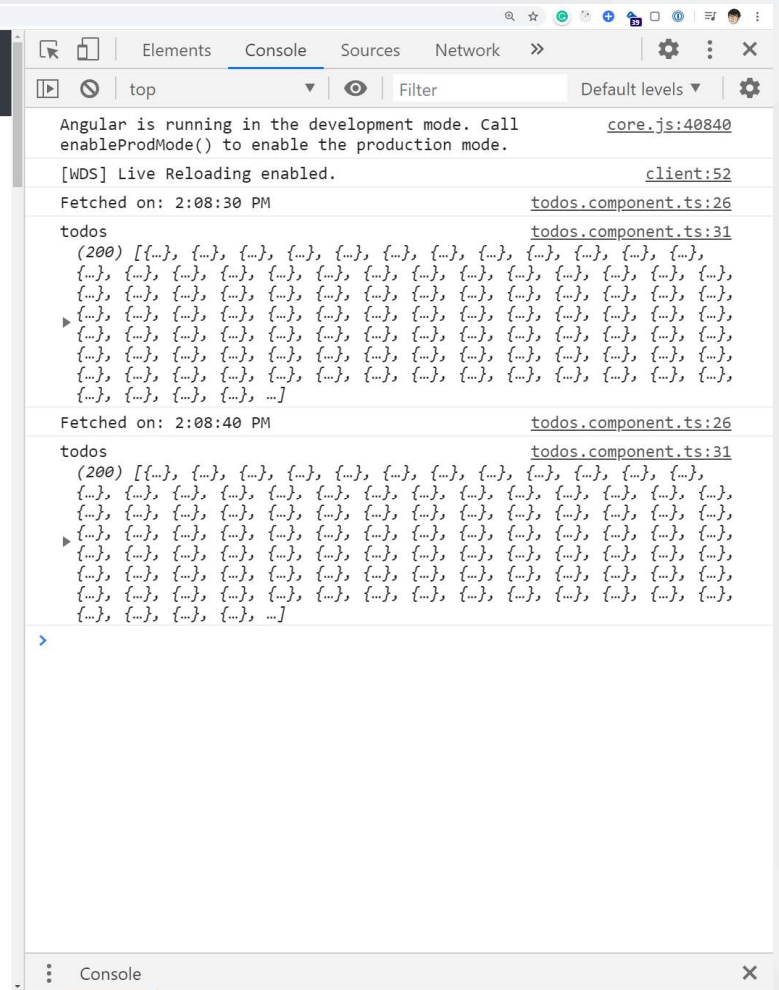 39
Elements Console Sources Network »
top Filter Default levels
Angular is running in the development mode. Call core.js:40840
enableProdMode() to enable the production mode.
[WDS] Live Reloading enabled. client:52
Fetched on: 2:08:30 PM todos.component.ts:26
todos todos.component.ts:31
(200) [{…}, {…}, {…}, {…}, {…}, {…}, {…}, {…}, {…}, {…}, {…}, {…},
{…}, {…}, {…}, {…}, {…}, {…}, {…}, {…}, {…}, {…}, {…}, {…}, {…}, {…},
{…}, {…}, {…}, {…}, {…}, {…}, {…}, {…}, {…}, {…}, {…}, {…}, {…}, {…},
{…}, {…}, {…}, {…}, {…}, {…}, {…}, {…}, {…}, {…}, {…}, {…}, {…}, {…},
{…}, {…}, {…}, {…}, {…}, {…}, {…}, {…}, {…}, {…}, {…}, {…}, {…}, {…},
{…}, {…}, {…}, {…}, {…}, {…}, {…}, {…}, {…}, {…}, {…}, {…}, {…}, {…},
{…}, {…}, {…}, {…}, {…}, {…}, {…}, {…}, {…}, {…}, {…}, {…}, {…}, {…},
{…}, {…}, {…}, {…}, …]
Fetched on: 2:08:40 PM todos.component.ts:26
todos todos.component.ts:31
(200) [{…}, {…}, {…}, {…}, {…}, {…}, {…}, {…}, {…}, {…}, {…}, {…},
{…}, {…}, {…}, {…}, {…}, {…}, {…}, {…}, {…}, {…}, {…}, {…}, {…}, {…},
{…}, {…}, {…}, {…}, {…}, {…}, {…}, {…}, {…}, {…}, {…}, {…}, {…}, {…},
{…}, {…}, {…}, {…}, {…}, {…}, {…}, {…}, {…}, {…}, {…}, {…}, {…}, {…},
{…}, {…}, {…}, {…}, {…}, {…}, {…}, {…}, {…}, {…}, {…}, {…}, {…}, {…},
{…}, {…}, {…}, {…}, {…}, {…}, {…}, {…}, {…}, {…}, {…}, {…}, {…}, {…},
{…}, {…}, {…}, {…}, {…}, {…}, {…}, {…}, {…}, {…}, {…}, {…}, {…}, {…},
{…}, {…}, {…}, {…}, …]
Console